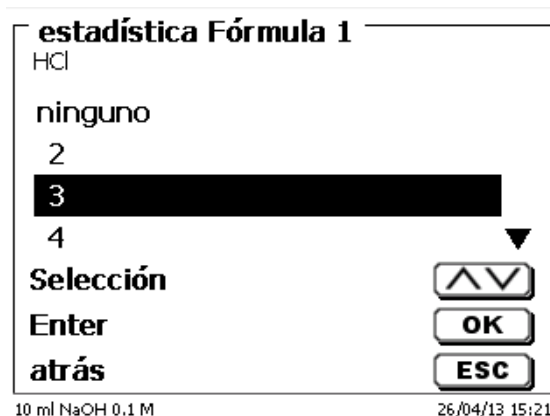 estadística Fórmula 1
HCl
ninguno
2
3
4
Selección
Enter OK
atrás ESC
10 ml NaOH 0.1 M 26/04/13 15:21